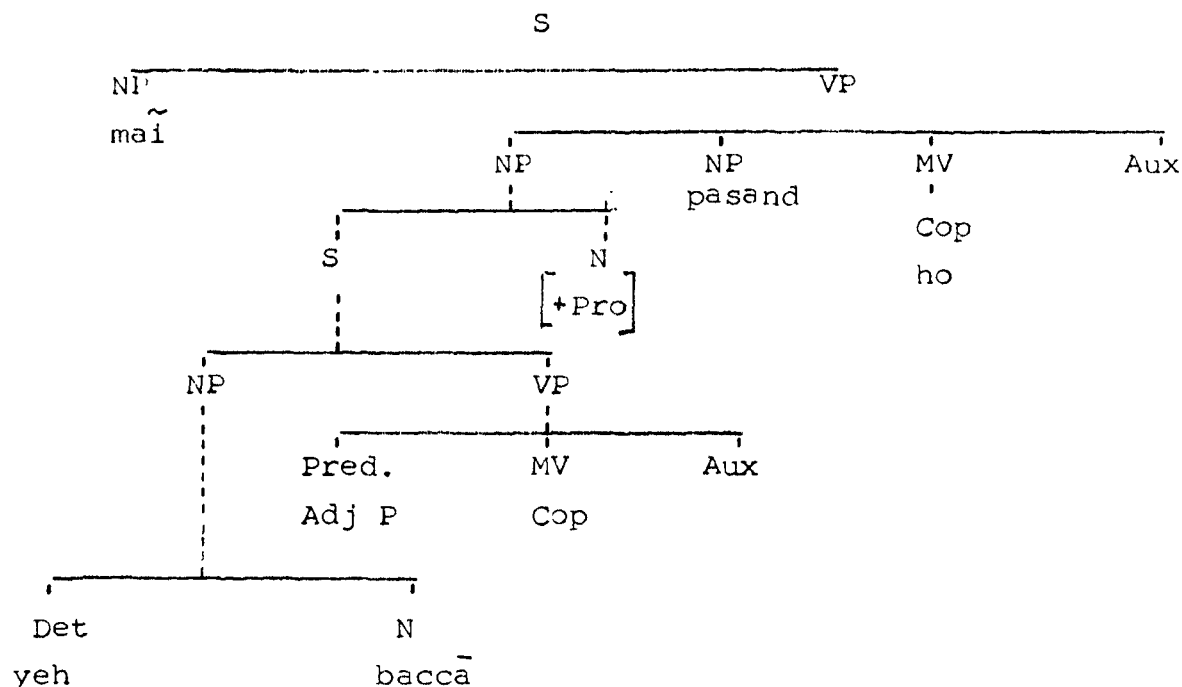 S
NP VP
maĩ
NP NP MV Aux
pasand
Cop
S N ho
[+Pro]
NP VP
Pred. MV Aux
Adj P Cop
Det N
yeh baccā